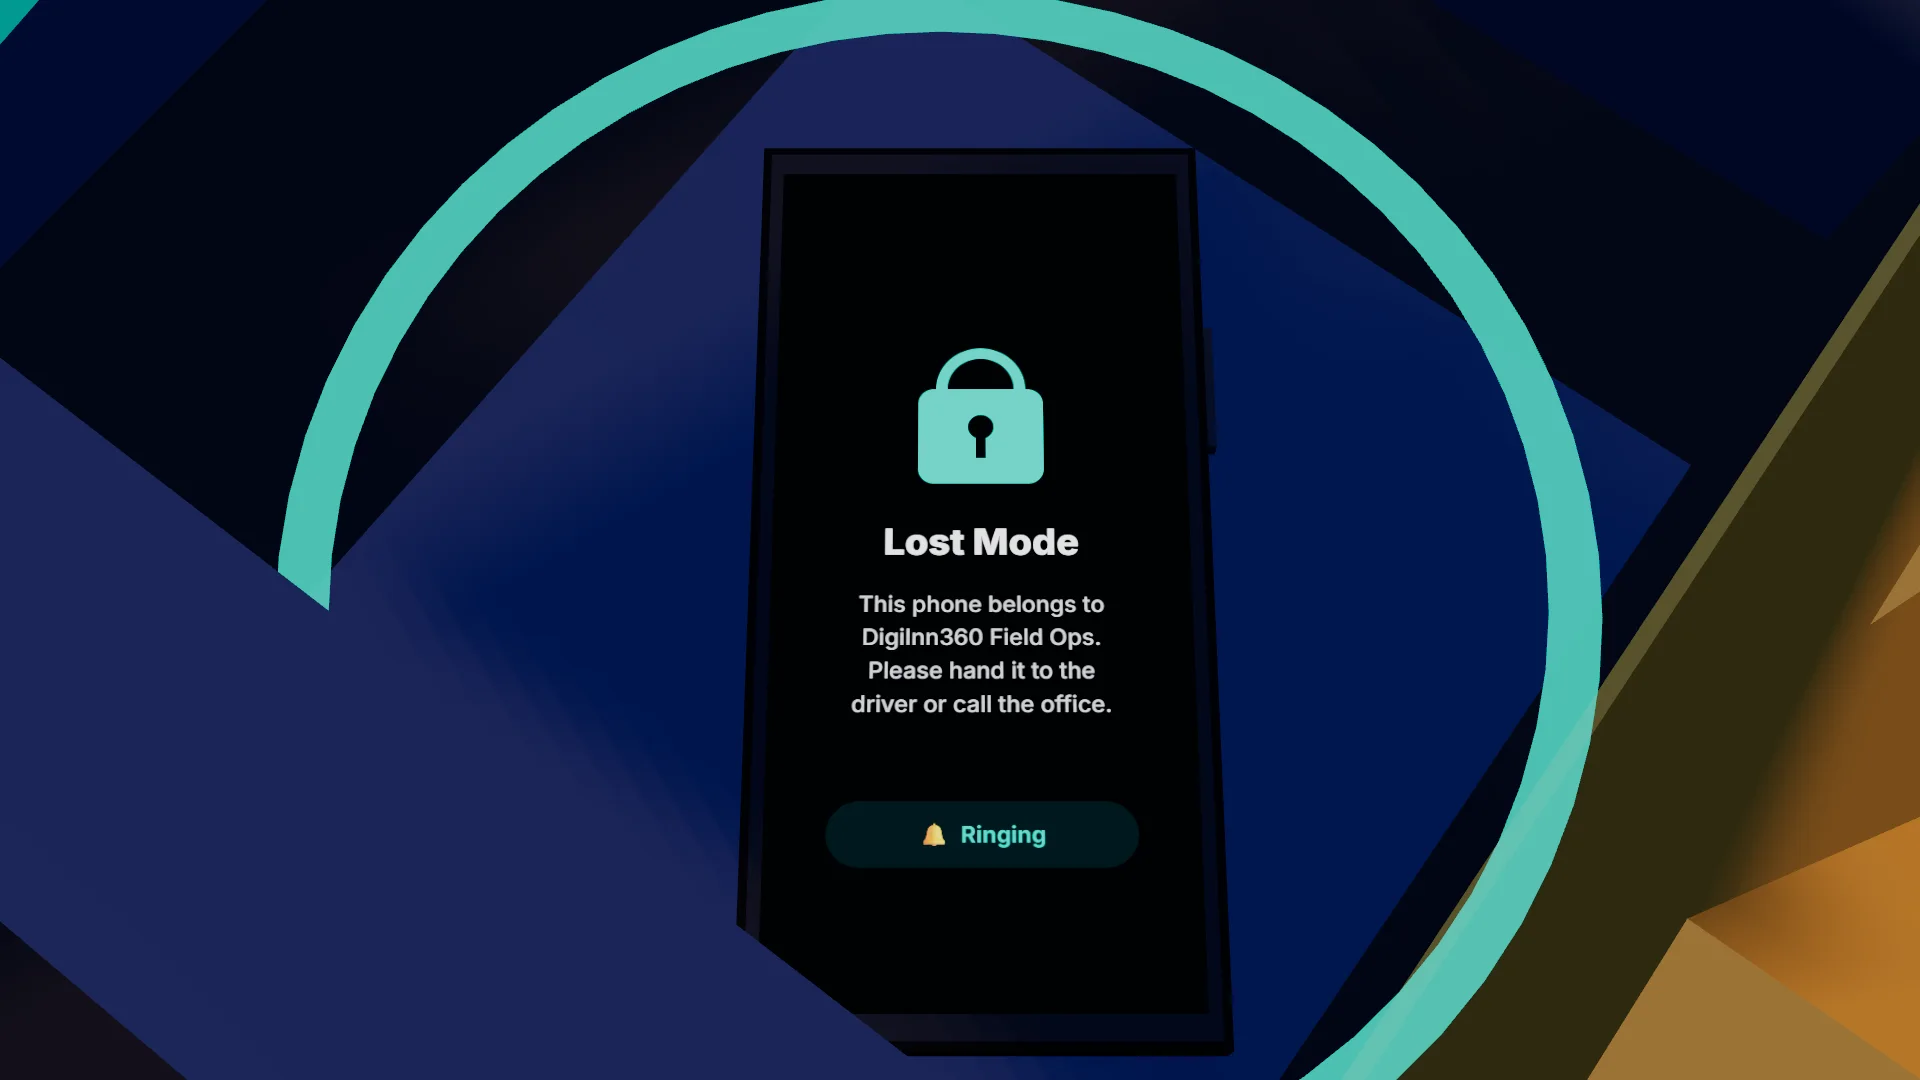 Lost Mode
This phone belongs to
DigiInn360 Field Ops.
Please hand it to the
driver or call the office.
🔔 Ringing